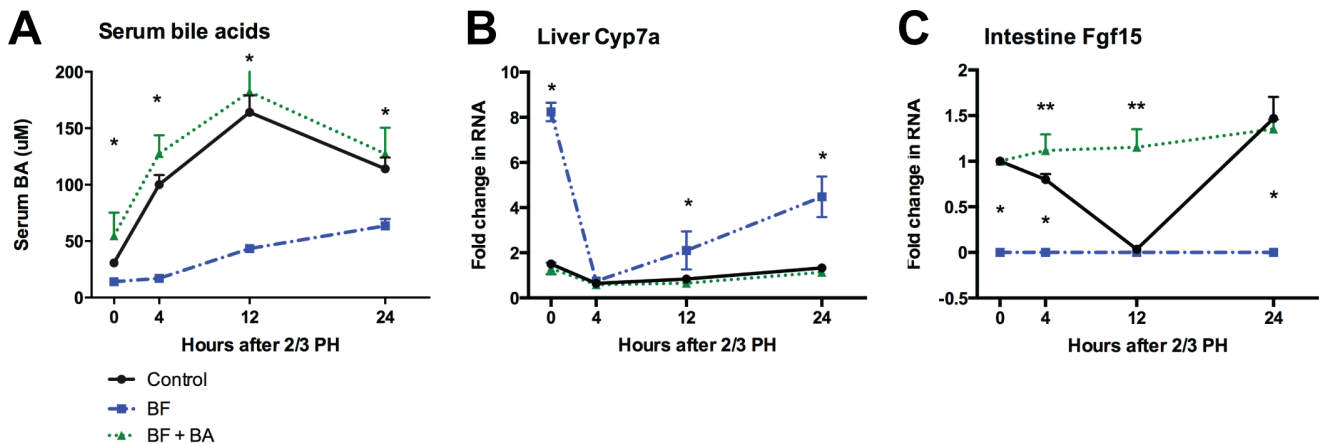 A
Serum bile acids
Serum BA (uM)
200
150
100
50
0
*
*
*
*
0 4 12 24
Hours after 2/3 PH
Control
BF
BF + BA
B
Liver Cyp7a
Fold change in RNA
10
8
6
4
2
0
*
*
*
0 4 12 24
Hours after 2/3 PH
C
Intestine Fgf15
Fold change in RNA
2
1.5
1
0.5
0
-0.5
**
**
*
*
*
0 4 12 24
Hours after 2/3 PH